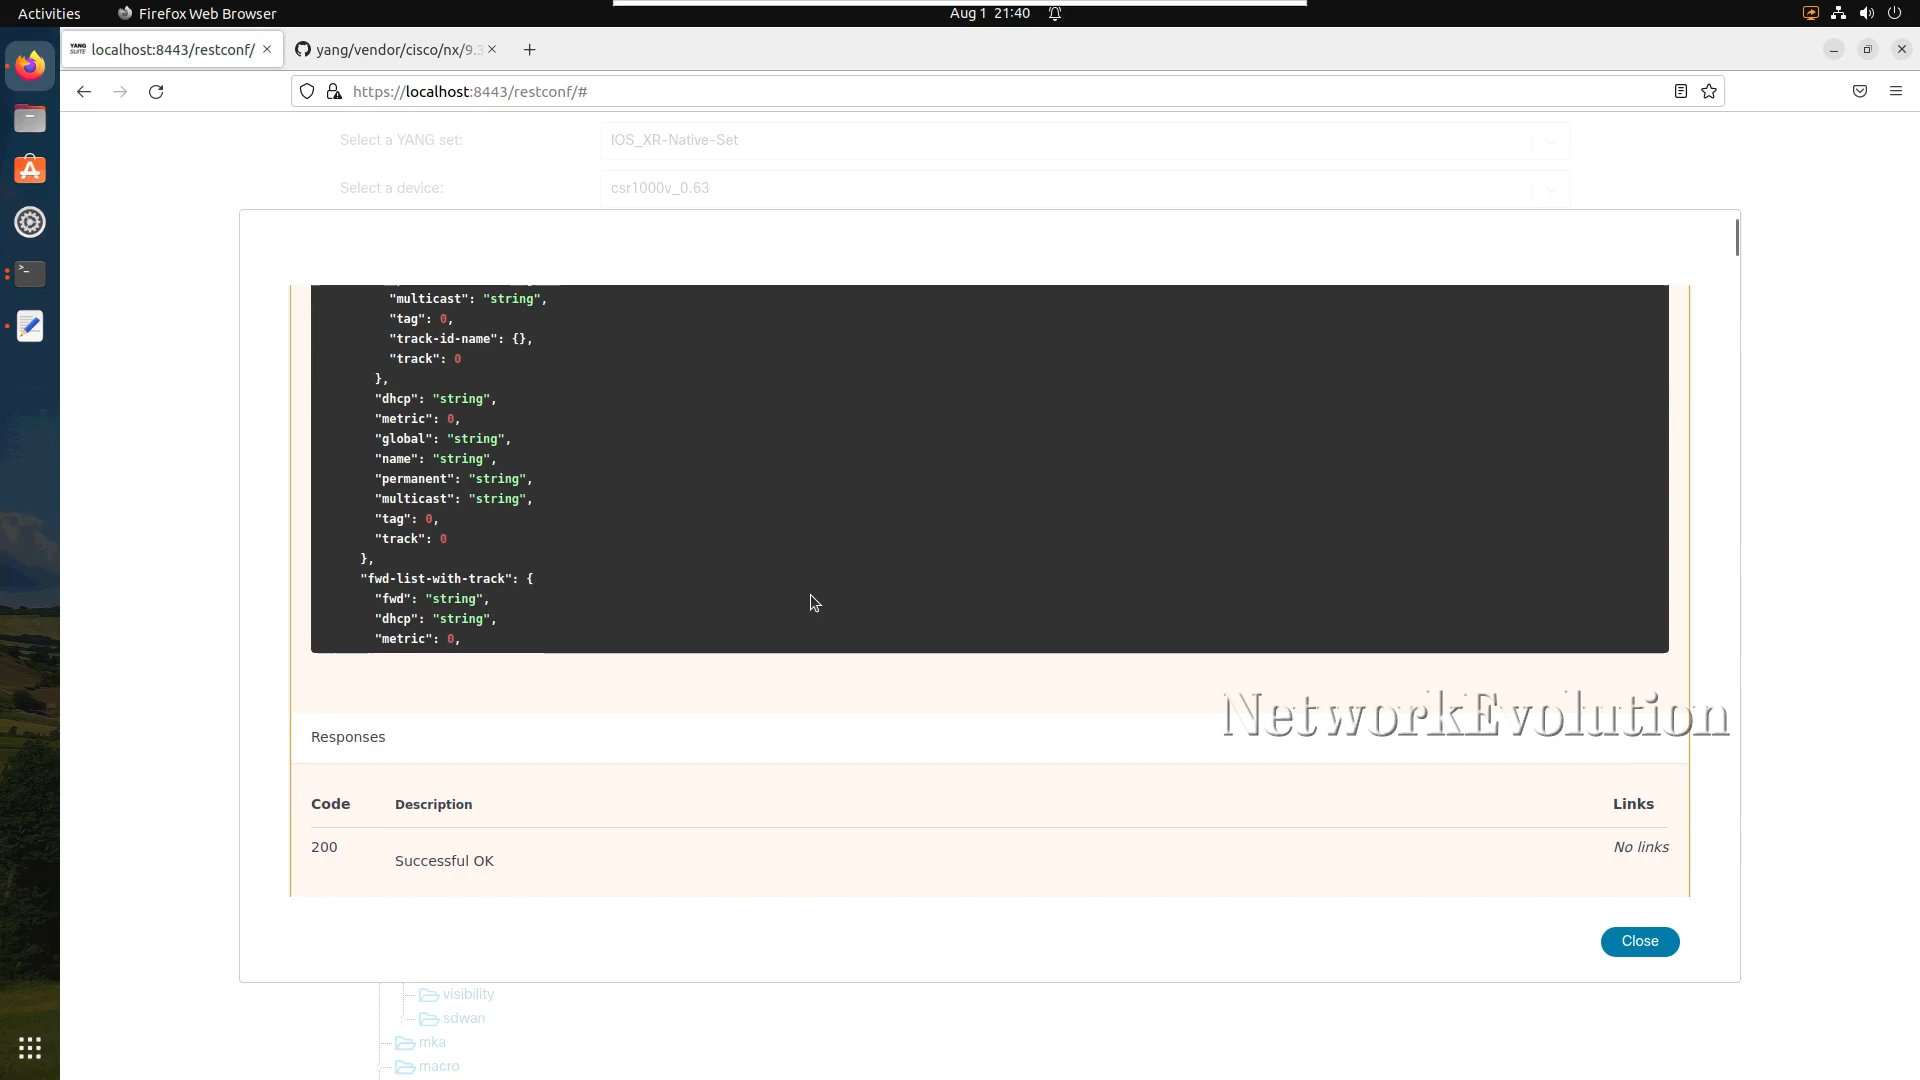 Activities
Firefox Web Browser
Aug 1 21:40
YANG SUITE
localhost:8443/restconf/
yang/vendor/cisco/nx/9.3
https://localhost:8443/restconf/#
Select a YANG set:
IOS_XR-Native-Set
Select a device:
csr1000v_0.63
"multicast": "string",
"tag": 0,
"track-id-name": {},
"track": 0
},
"dhcp": "string",
"metric": 0,
"global": "string",
"name": "string",
"permanent": "string",
"multicast": "string",
"tag": 0,
"track": 0
},
"fwd-list-with-track": {
"fwd": "string",
"dhcp": "string",
"metric": 0,
NetworkEvolution
Responses
Code
Description
Links
200
Successful OK
No links
Close
visibility
sdwan
mka
macro